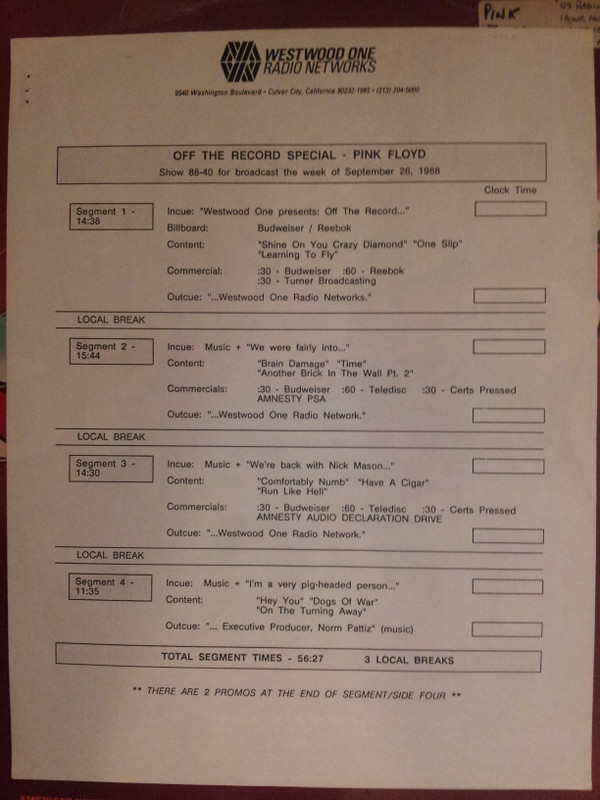 PINK
US RADIO
WESTWOOD ONE
RADIO NETWORKS
9540 Washington Boulevard • Culver City, California 90232-1991 • (213) 204-5000
OFF THE RECORD SPECIAL - PINK FLOYD
Show 88-40 for broadcast the week of September 26, 1988
Clock Time
Segment 1 -
14:38
Incue: "Westwood One presents: Off The Record..."
Billboard: Budweiser / Reebok
Content: "Shine On You Crazy Diamond" "One Slip"
"Learning To Fly"
Commercial: :30 - Budweiser :60 - Reebok
:30 - Turner Broadcasting
Outcue: "...Westwood One Radio Networks."
LOCAL BREAK
Segment 2 -
15:44
Incue: Music + "We were fairly into..."
Content: "Brain Damage" "Time"
"Another Brick In The Wall Pt. 2"
Commercials: :30 - Budweiser :60 - Teledisc :30 - Certs Pressed
AMNESTY PSA
Outcue: "...Westwood One Radio Network."
LOCAL BREAK
Segment 3 -
14:30
Incue: Music + "We're back with Nick Mason..."
Content: "Comfortably Numb" "Have A Cigar"
"Run Like Hell"
Commercials: :30 - Budweiser :60 - Teledisc :30 - Certs Pressed
AMNESTY AUDIO DECLARATION DRIVE
Outcue: "...Westwood One Radio Network."
LOCAL BREAK
Segment 4 -
11:35
Incue: Music + "I'm a very pig-headed person..."
Content: "Hey You" "Dogs Of War"
"On The Turning Away"
Outcue: "... Executive Producer, Norm Pattiz" (music)
TOTAL SEGMENT TIMES - 56:27 3 LOCAL BREAKS
** THERE ARE 2 PROMOS AT THE END OF SEGMENT/SIDE FOUR **